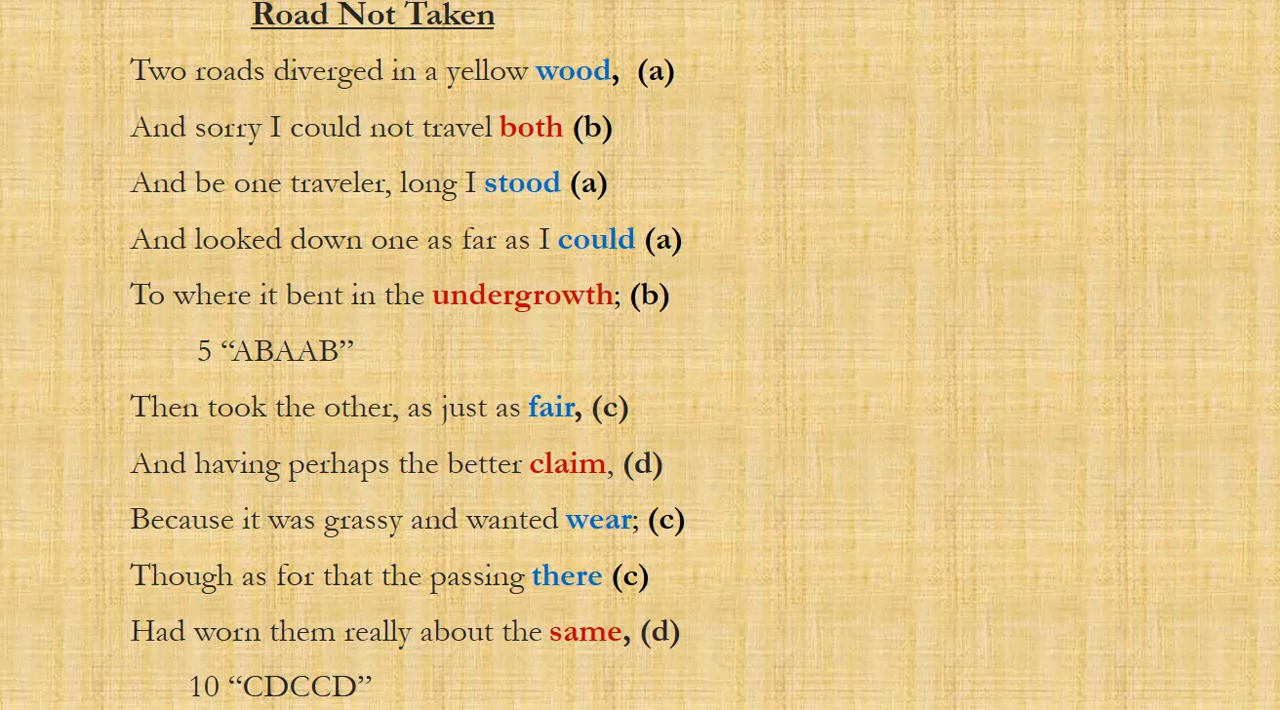 Road Not Taken
Two roads diverged in a yellow wood, (a)
And sorry I could not travel both (b)
And be one traveler, long I stood (a)
And looked down one as far as I could (a)
To where it bent in the undergrowth; (b)
5 “ABAAB”
Then took the other, as just as fair, (c)
And having perhaps the better claim, (d)
Because it was grassy and wanted wear; (c)
Though as for that the passing there (c)
Had worn them really about the same, (d)
10 “CDCCD”